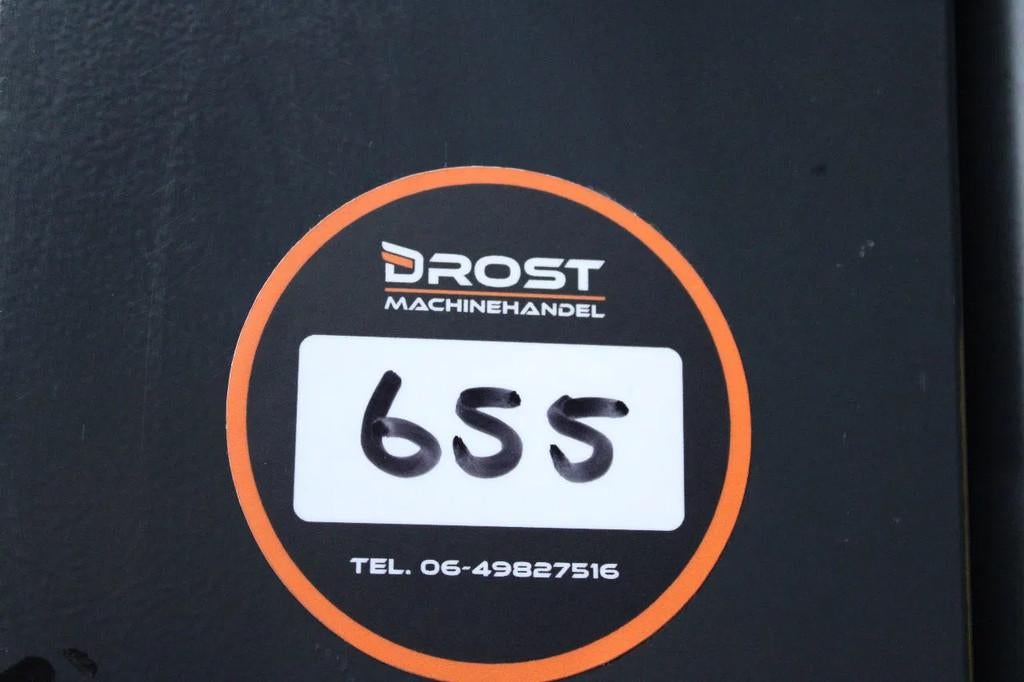 DROST
MACHINEHANDEL
655
TEL. 06-49827516